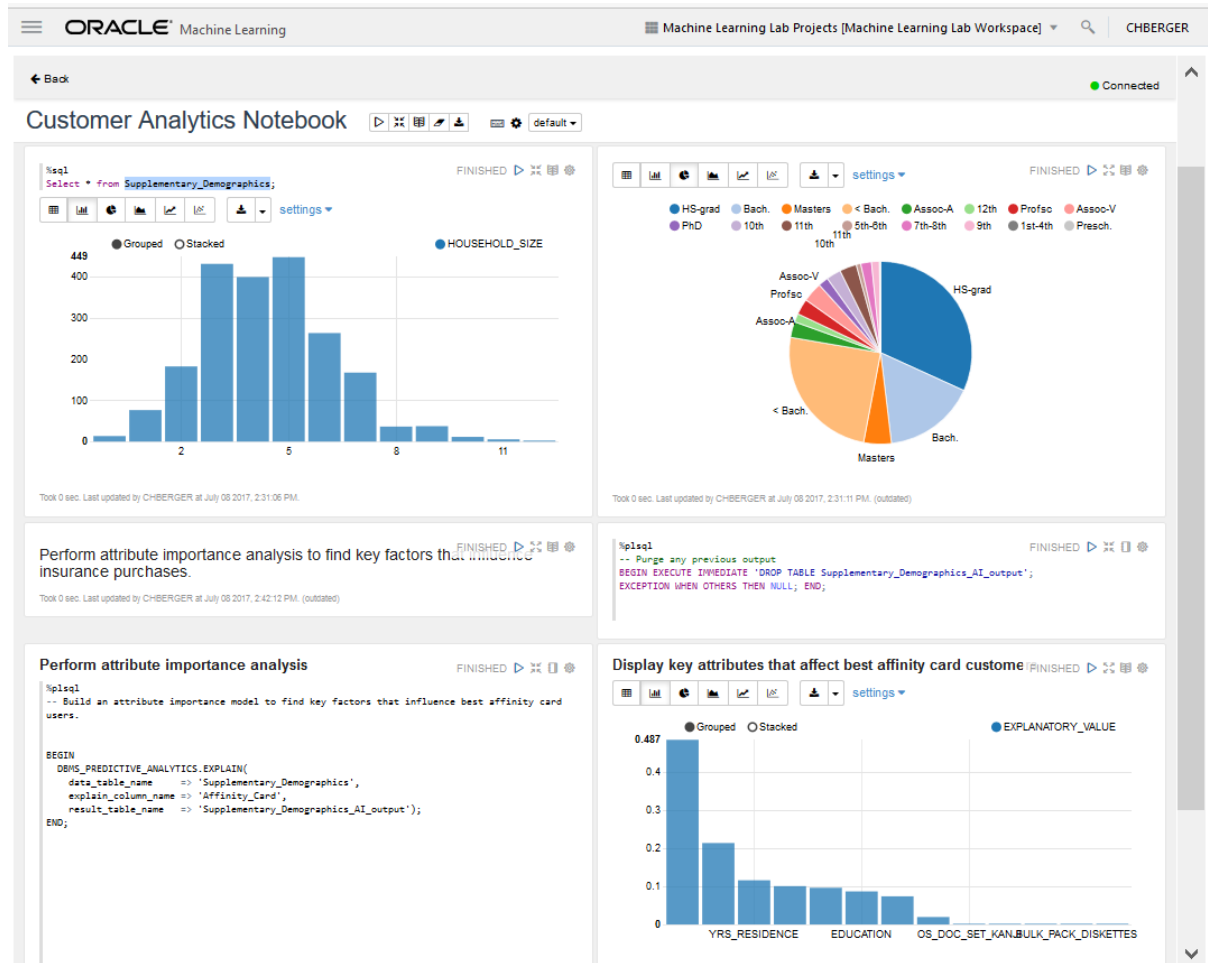 ORACLE Machine Learning
Machine Learning Lab Projects [Machine Learning Lab Workspace]
CHBERGER
Back
Connected
Customer Analytics Notebook
default
%sql
Select * from Supplementary_Demographics;
FINISHED
settings
Grouped Stacked
HOUSEHOLD_SIZE
449
400
300
200
100
0
2 5 8 11
Took 0 sec. Last updated by CHBERGER at July 08 2017, 2:31:06 PM.
FINISHED
settings
HS-grad Bach. Masters < Bach. Assoc-A 12th Profsc Assoc-V
PhD 10th 11th 5th-6th 7th-8th 9th 1st-4th Presch.
11th
10th
Assoc-V
Profsc
Assoc-A
HS-grad
< Bach.
Bach.
Masters
Took 0 sec. Last updated by CHBERGER at July 08 2017, 2:31:11 PM. (outdated)
FINISHED
Perform attribute importance analysis to find key factors that influence
insurance purchases.
Took 0 sec. Last updated by CHBERGER at July 08 2017, 2:42:12 PM. (outdated)
%plsql
-- Purge any previous output
BEGIN EXECUTE IMMEDIATE 'DROP TABLE Supplementary_Demographics_AI_output';
EXCEPTION WHEN OTHERS THEN NULL; END;
FINISHED
Perform attribute importance analysis
FINISHED
%plsql
-- Build an attribute importance model to find key factors that influence best affinity card
users.
BEGIN
DBMS_PREDICTIVE_ANALYTICS.EXPLAIN(
data_table_name => 'Supplementary_Demographics',
explain_column_name => 'Affinity_Card',
result_table_name => 'Supplementary_Demographics_AI_output');
END;
Display key attributes that affect best affinity card custome
FINISHED
settings
Grouped Stacked
EXPLANATORY_VALUE
0.487
0.4
0.3
0.2
0.1
0
YRS_RESIDENCE EDUCATION OS_DOC_SET_KANJI BULK_PACK_DISKETTES